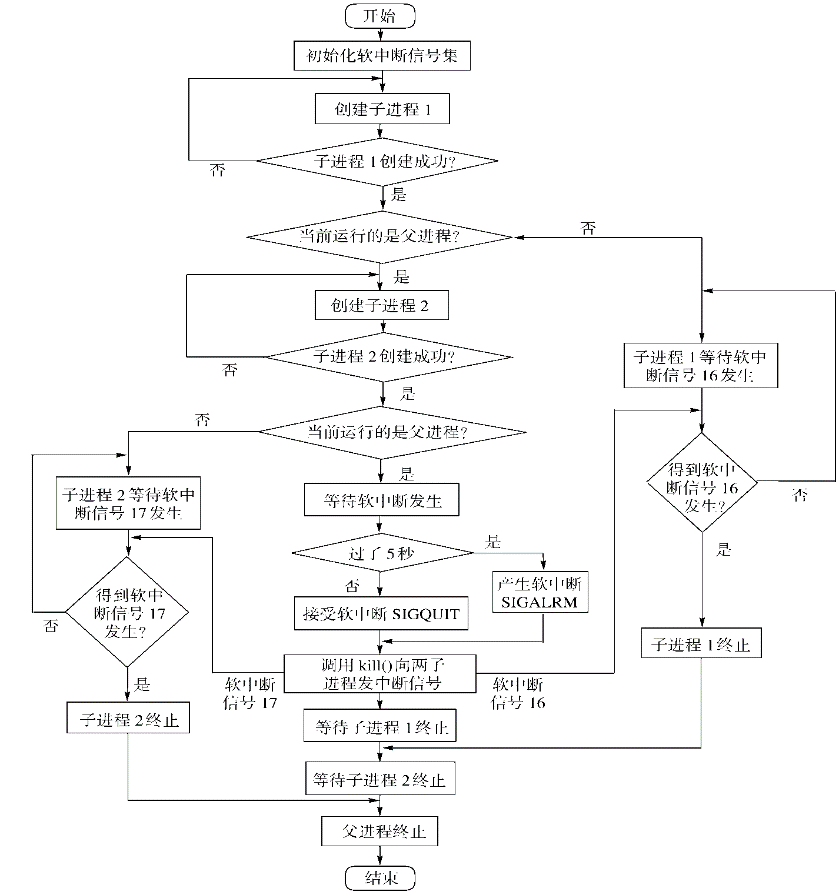 开始
初始化软中断信号集
创建子进程 1
子进程 1 创建成功?
否
是
当前运行的是父进程?
否
是
创建子进程 2
子进程 2 创建成功?
否
是
子进程 1 等待软中
断信号 16 发生
当前运行的是父进程?
否
是
得到软中
断信号 16
发生?
否
是
子进程 2 等待软中
断信号 17 发生
等待软中断发生
过了 5 秒
是
否
产生软中断
SIGALRM
接受软中断 SIGQUIT
得到软中
断信号 17
发生?
否
是
子进程 1 终止
调用 kill()向两子
进程发中断信号
软中断
信号 17
软中断
信号 16
子进程 2 终止
等待子进程 1 终止
等待子进程 2 终止
父进程终止
结束